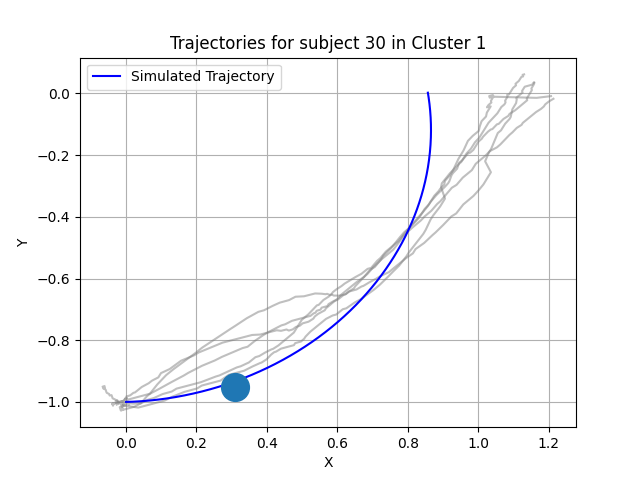 Trajectories for subject 30 in Cluster 1
Simulated Trajectory
0.0
−0.2
−0.4
−0.6
−0.8
−1.0
Y
0.0 0.2 0.4 0.6 0.8 1.0 1.2
X